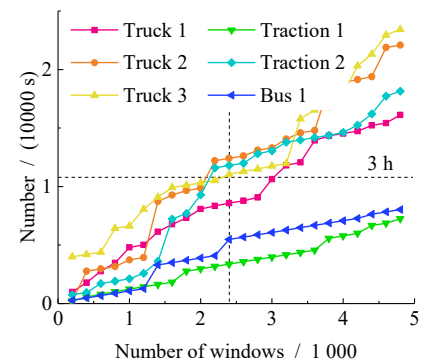 Truck 1
Traction 1
Truck 2
Traction 2
Truck 3
Bus 1
3 h
2
1
0
0
1
2
3
4
5
Number / (10000 s)
Number of windows / 1 000